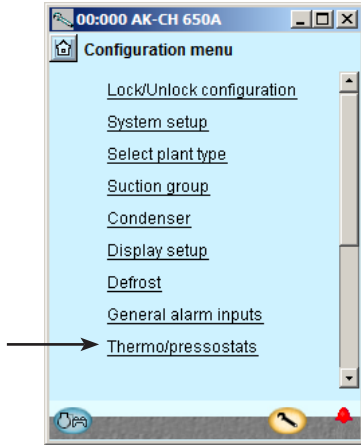 00:000 AK-CH 650A
Configuration menu
Lock/Unlock configuration
System setup
Select plant type
Suction group
Condenser
Display setup
Defrost
General alarm inputs
Thermo/pressostats